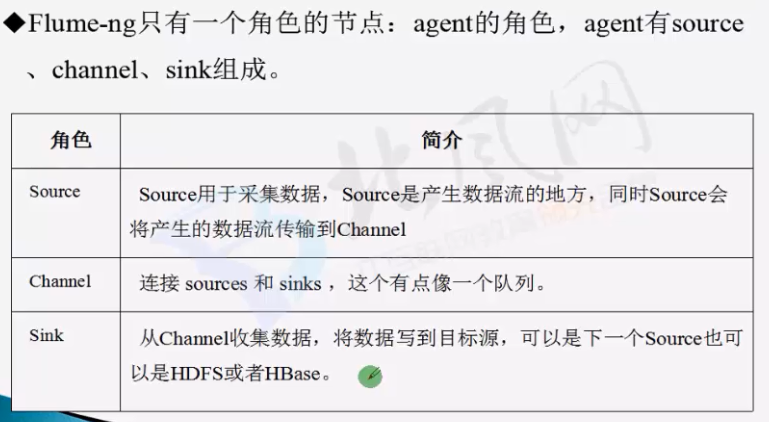 ◆Flume-ng只有一个角色的节点：agent的角色，agent有source
、channel、sink组成。
角色
简介
Source
Source用于采集数据，Source是产生数据流的地方，同时Source会
将产生的数据流传输到Channel
Channel
连接 sources 和 sinks ，这个有点像一个队列。
Sink
从Channel收集数据，将数据写到目标源，可以是下一个Source也可
以是HDFS或者HBase。
北风网